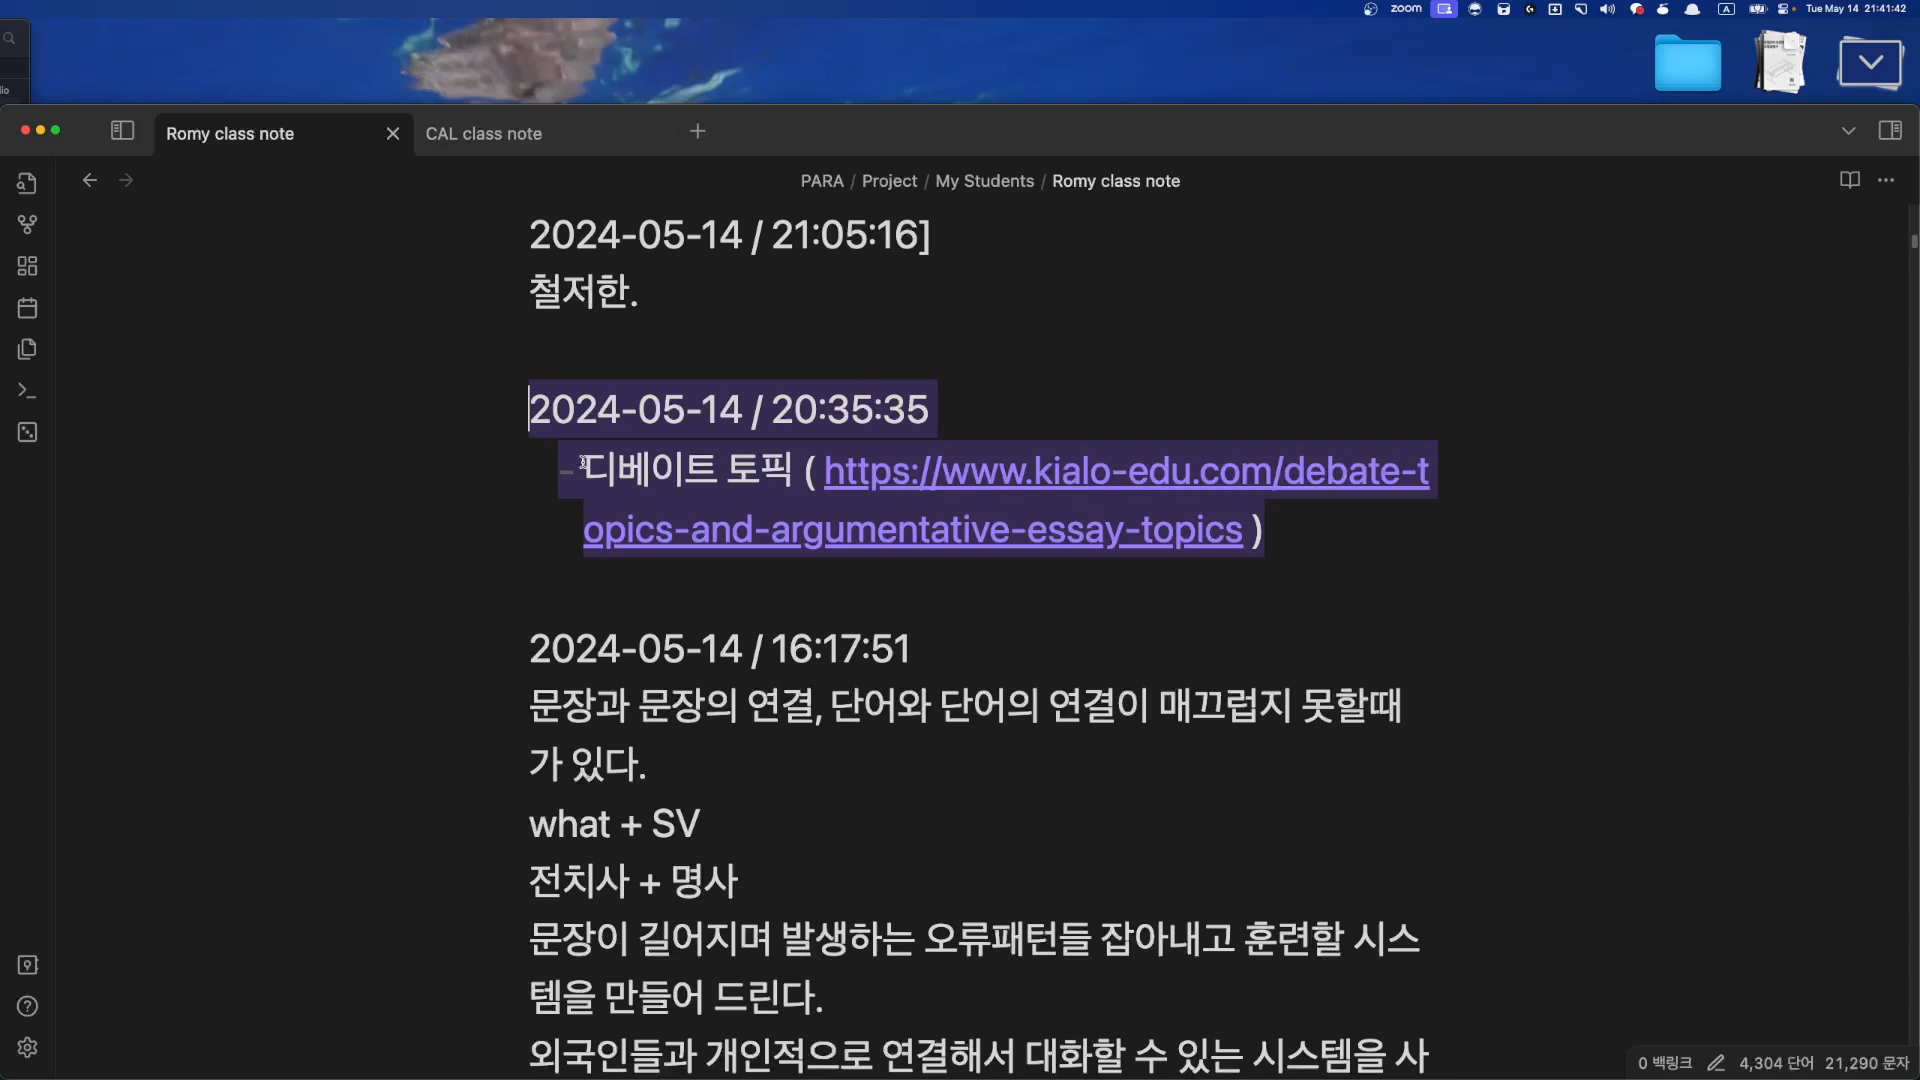 zoom
A
Tue May 14 21:41:42
lio
Romy class note
CAL class note
PARA / Project / My Students / Romy class note
2024-05-14 / 21:05:16]
철저한.
2024-05-14 / 20:35:35
- 디베이트 토픽 ( https://www.kialo-edu.com/debate-t
opics-and-argumentative-essay-topics )
2024-05-14 / 16:17:51
문장과 문장의 연결, 단어와 단어의 연결이 매끄럽지 못할때
가 있다.
what + SV
전치사 + 명사
문장이 길어지며 발생하는 오류패턴들 잡아내고 훈련할 시스
템을 만들어 드린다.
외국인들과 개인적으로 연결해서 대화할 수 있는 시스템을 사
0 백링크
4,304 단어
21,290 문자